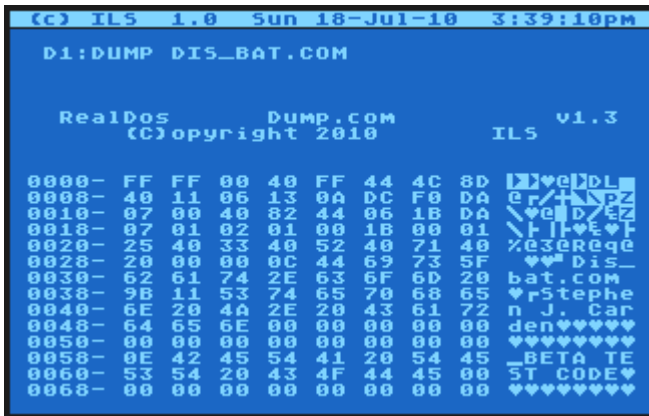 (C) ILS 1.0 Sun 18-Jul-10 3:39:10pm
D1:DUMP DIS_BAT.COM
RealDos Dump.com v1.3
(C)opyright 2010 ILS
0000- FF FF 00 40 FF 44 4C 8D ♥@DL
0008- 40 11 06 13 0A DC F0 DA @r/pZ
0010- 07 00 40 82 44 06 1B DA \♥@D/Z
0018- 07 01 02 01 00 1B 00 01 \♥♥
0020- 25 40 33 40 52 40 71 40 %@3@R@q@
0028- 20 00 00 0C 44 69 73 5F ♥♥Dis_
0030- 62 61 74 2E 63 6F 6D 20 bat.com
0038- 9B 11 53 74 65 70 68 65 ♥rStephe
0040- 6E 20 4A 2E 20 43 61 72 n J. Car
0048- 64 65 6E 00 00 00 00 00 den♥♥♥♥♥
0050- 00 00 00 00 00 00 00 00 ♥♥♥♥♥♥♥♥
0058- 0E 42 45 54 41 20 54 45 _BETA TE
0060- 53 54 20 43 4F 44 45 00 ST CODE♥
0068- 00 00 00 00 00 00 00 00 ♥♥♥♥♥♥♥♥